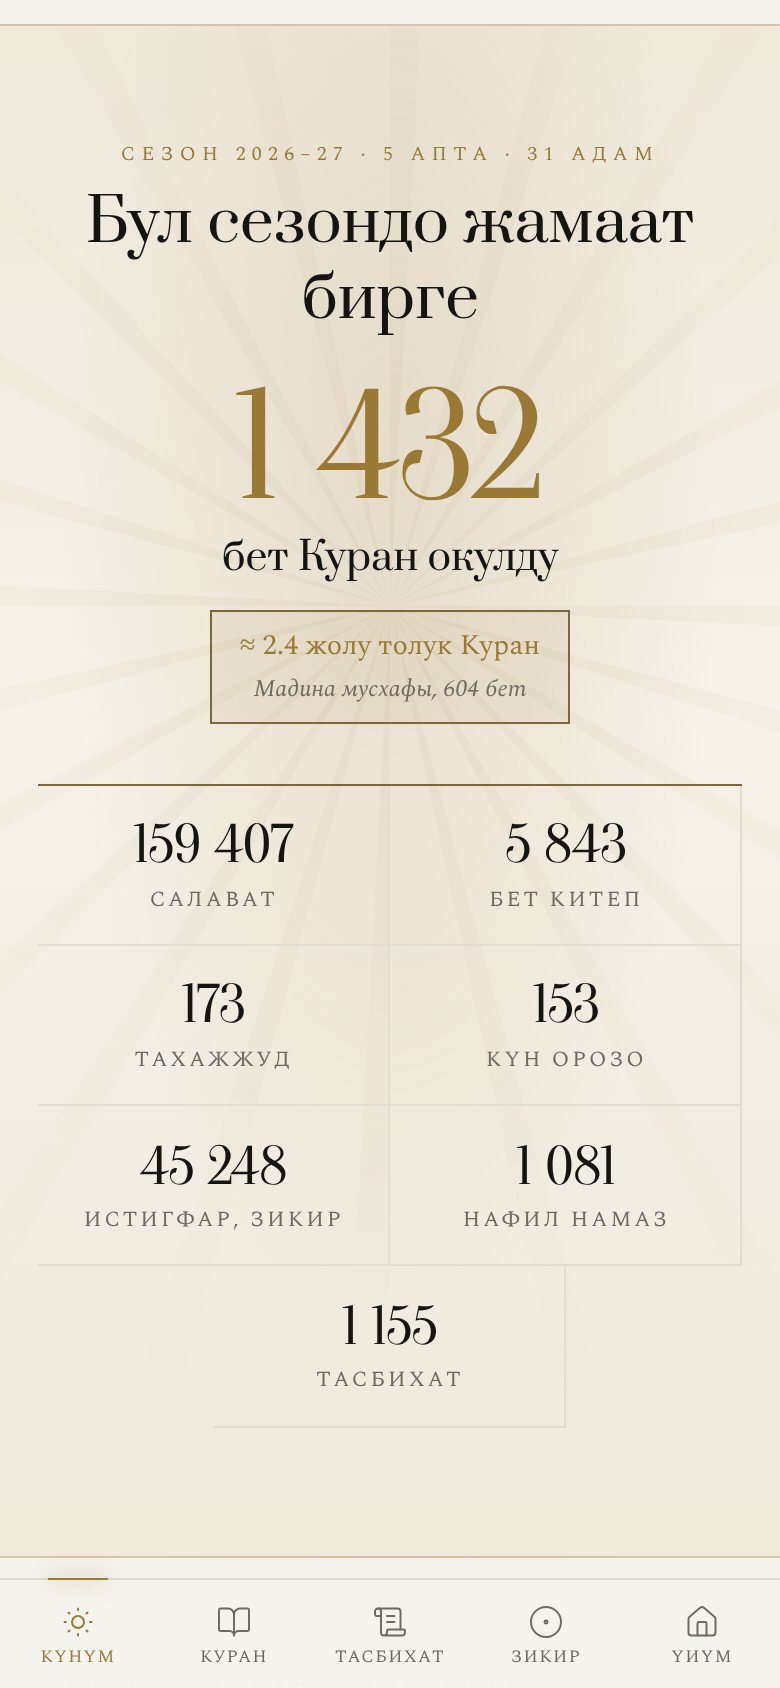 СЕЗОН 2026–27 · 5 АПТА · 31 АДАМ
Бул сезондо жамаат
бирге
1 432
бет Куран окулду
≈ 2.4 жолу толук Куран
Мадина мусхафы, 604 бет
159 407
САЛАВАТ
5 843
БЕТ КИТЕП
173
ТАХАЖЖУД
153
КҮН ОРОЗО
45 248
ИСТИГФАР, ЗИКИР
1 081
НАФИЛ НАМАЗ
1 155
ТАСБИХАТ
КҮНҮМ
КУРАН
ТАСБИХАТ
ЗИКИР
ҮИҮМ